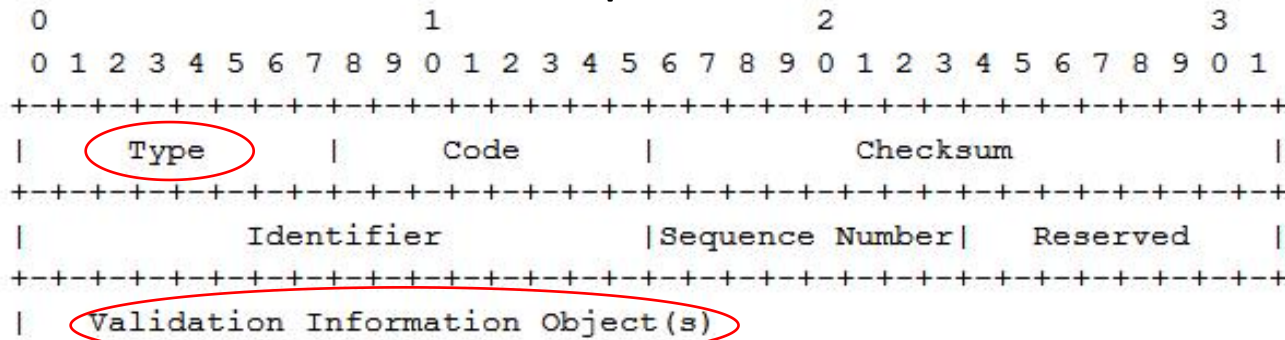 0 1 2 3
0 1 2 3 4 5 6 7 8 9 0 1 2 3 4 5 6 7 8 9 0 1 2 3 4 5 6 7 8 9 0 1
+-+-+-+-+-+-+-+-+-+-+-+-+-+-+-+-+-+-+-+-+-+-+-+-+-+-+-+-+-+-+-+-+
| Type | Code | Checksum |
+-+-+-+-+-+-+-+-+-+-+-+-+-+-+-+-+-+-+-+-+-+-+-+-+-+-+-+-+-+-+-+-+
| Identifier |Sequence Number| Reserved |
+-+-+-+-+-+-+-+-+-+-+-+-+-+-+-+-+-+-+-+-+-+-+-+-+-+-+-+-+-+-+-+-+
| Validation Information Object(s)